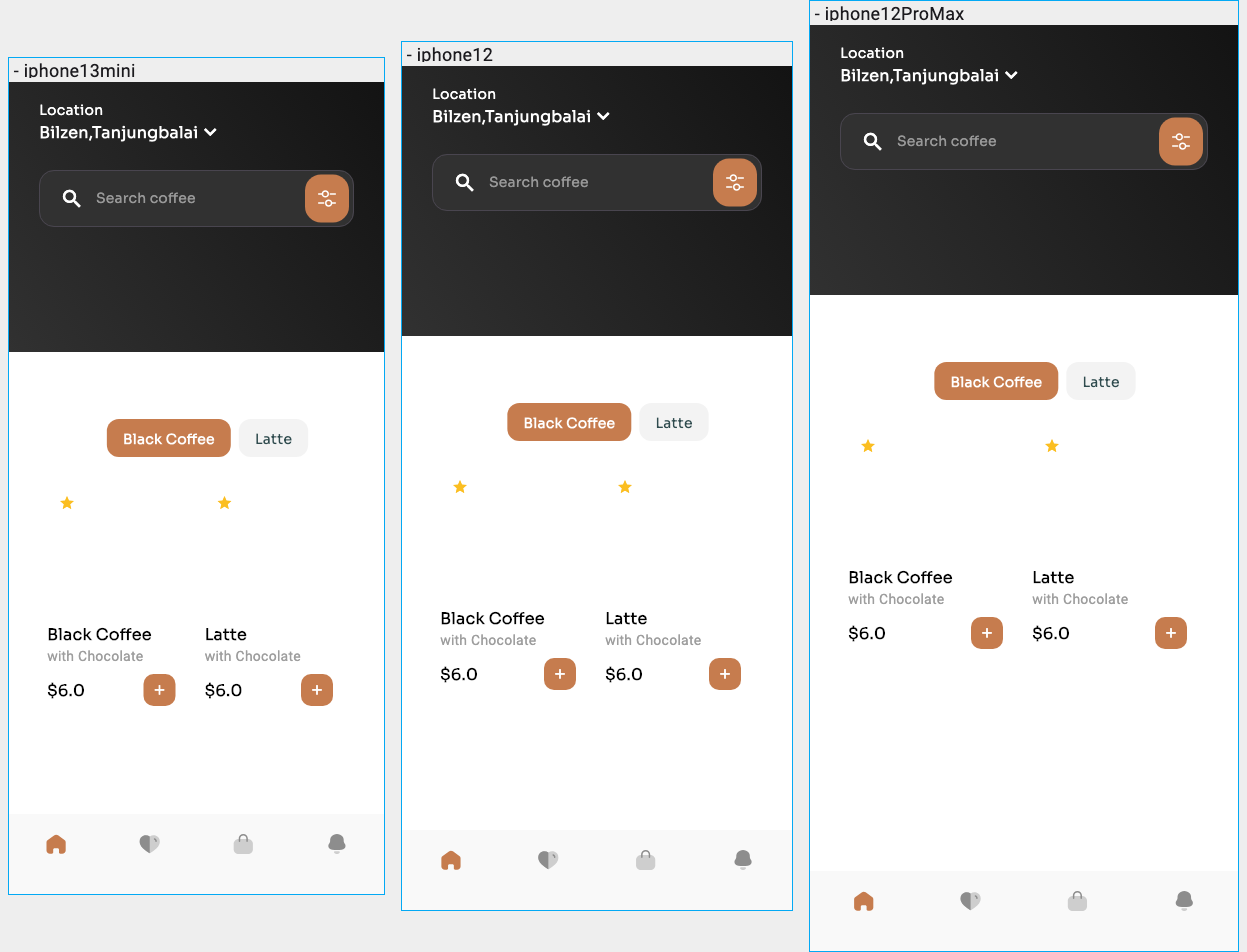 - iphone13mini
Location
Bilzen,Tanjungbalai
Search coffee
Black Coffee
Latte
Black Coffee
Latte
with Chocolate
with Chocolate
$6.0
+
$6.0
+
- iphone12
Location
Bilzen,Tanjungbalai
Search coffee
Black Coffee
Latte
Black Coffee
Latte
with Chocolate
with Chocolate
$6.0
+
$6.0
+
- iphone12ProMax
Location
Bilzen,Tanjungbalai
Search coffee
Black Coffee
Latte
Black Coffee
Latte
with Chocolate
with Chocolate
$6.0
+
$6.0
+